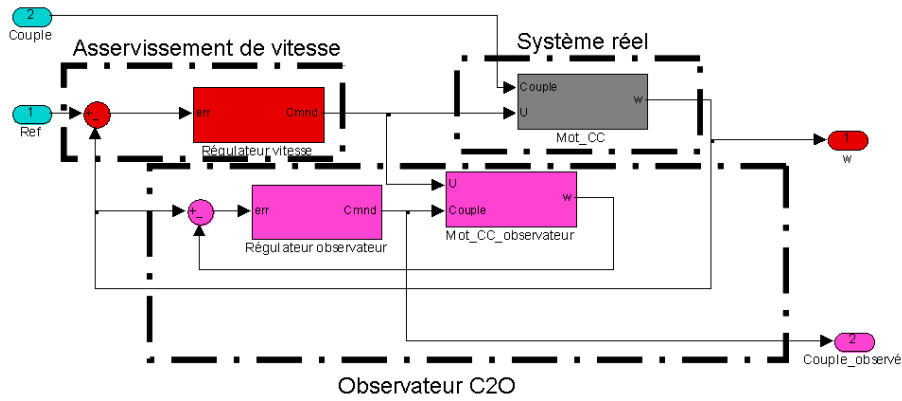 2
Couple
Asservissement de vitesse
Système réel
1
Ref
+
-
err
Cmnd
Régulateur vitesse
Couple
U
w
Mot_CC
1
w
+
-
err
Cmnd
Régulateur observateur
U
Couple
w
Mot_CC_observateur
2
Couple_observé
Observateur C2O